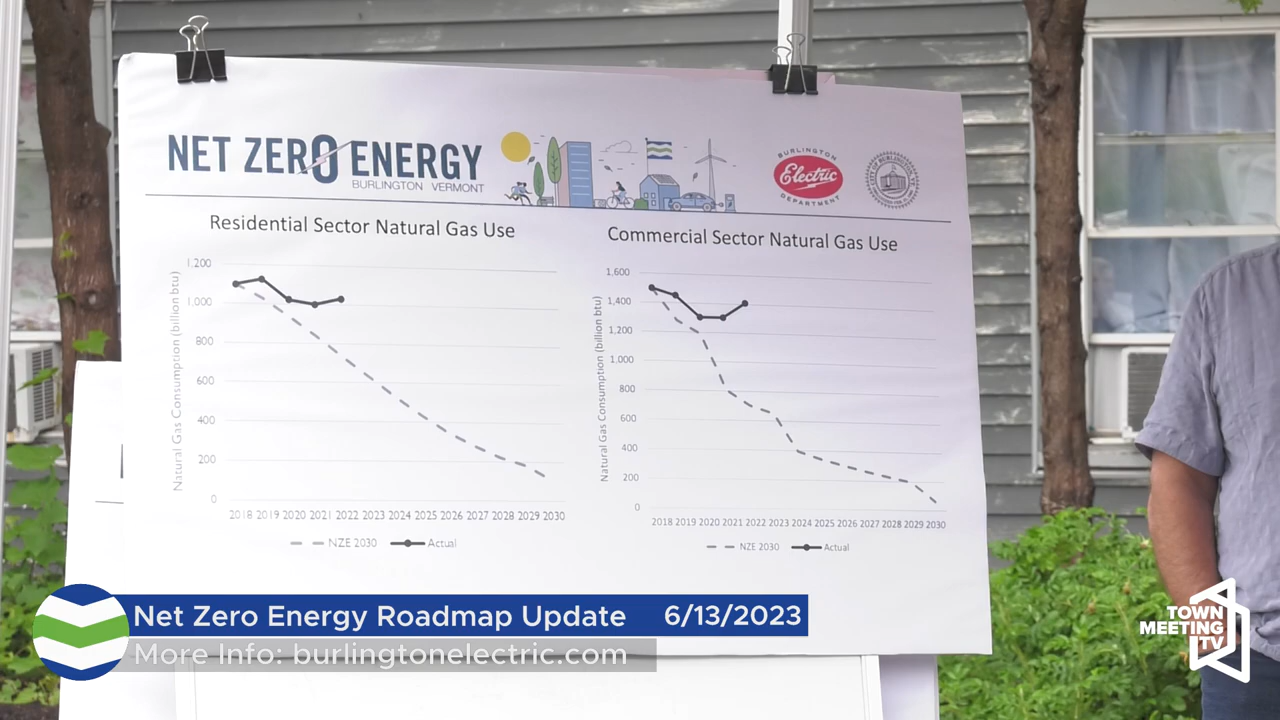 NET ZERO ENERGY
BURLINGTON VERMONT
BURLINGTON
Electric
DEPARTMENT
Residential Sector Natural Gas Use
Natural Gas Consumption (billion btu)
1,200
1,000
800
600
400
200
0
2018 2019 2020 2021 2022 2023 2024 2025 2026 2027 2028 2029 2030
NZE 2030 Actual
Commercial Sector Natural Gas Use
Natural Gas Consumption (billion btu)
1,600
1,400
1,200
1,000
800
600
400
200
0
2018 2019 2020 2021 2022 2023 2024 2025 2026 2027 2028 2029 2030
NZE 2030 Actual
Net Zero Energy Roadmap Update 6/13/2023
More Info: burlingtonelectric.com
TOWN
MEETING
TV